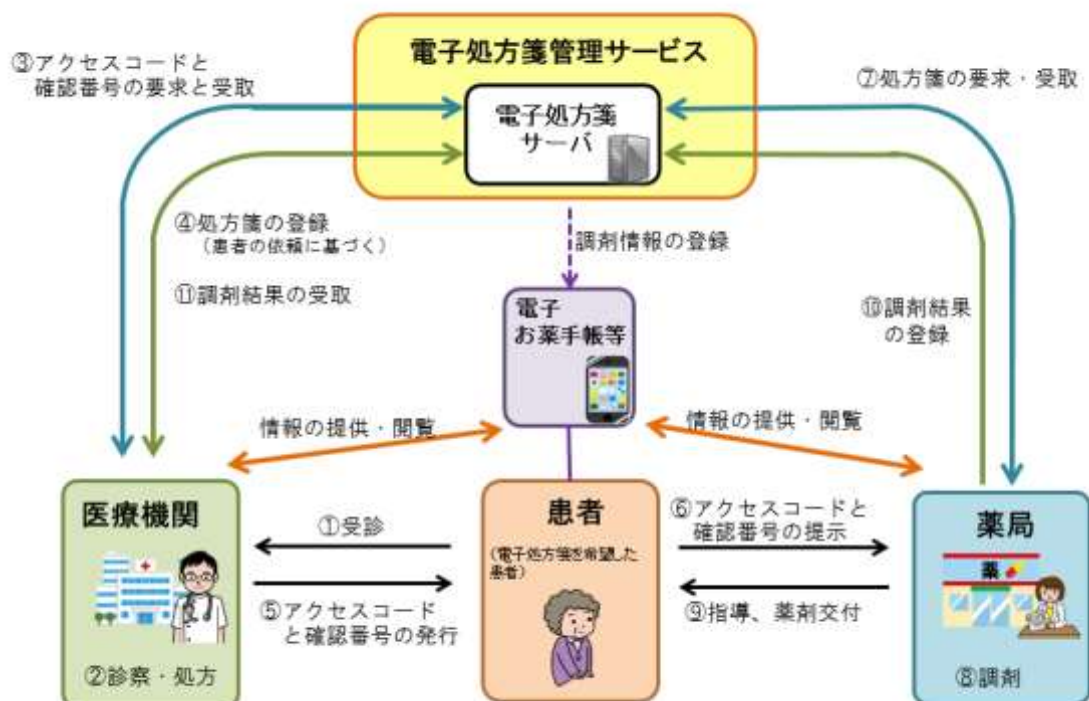 電子処方箋管理サービス
電子処方箋
サーバ
③アクセスコードと
確認番号の要求と受取
⑦処方箋の要求・受取
④処方箋の登録
(患者の依頼に基づく)
調剤情報の登録
⑪調剤結果の受取
電子
お薬手帳等
⑩調剤結果
の登録
情報の提供・閲覧
情報の提供・閲覧
医療機関
①受診
⑤アクセスコード
と確認番号の発行
②診察・処方
患者
(電子処方箋を希望した
患者)
⑥アクセスコードと
確認番号の提示
⑨指導、薬剤交付
薬局
薬
⑧調剤